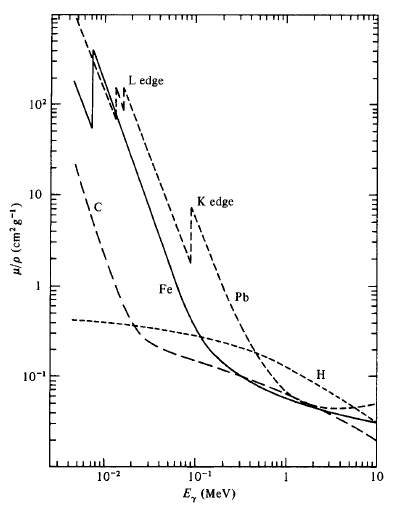 10²
10
1
10⁻¹
μ/ρ (cm² g⁻¹)
L edge
K edge
C
Fe
Pb
H
10⁻²
10⁻¹
1
10
E_γ (MeV)